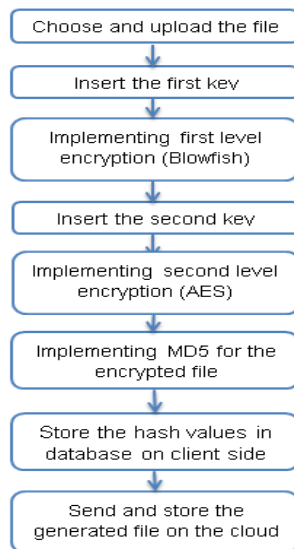 Choose and upload the file
Insert the first key
Implementing first level
encryption (Blowfish)
Insert the second key
Implementing second level
encryption (AES)
Implementing MD5 for the
encrypted file
Store the hash values in
database on client side
Send and store the
generated file on the cloud